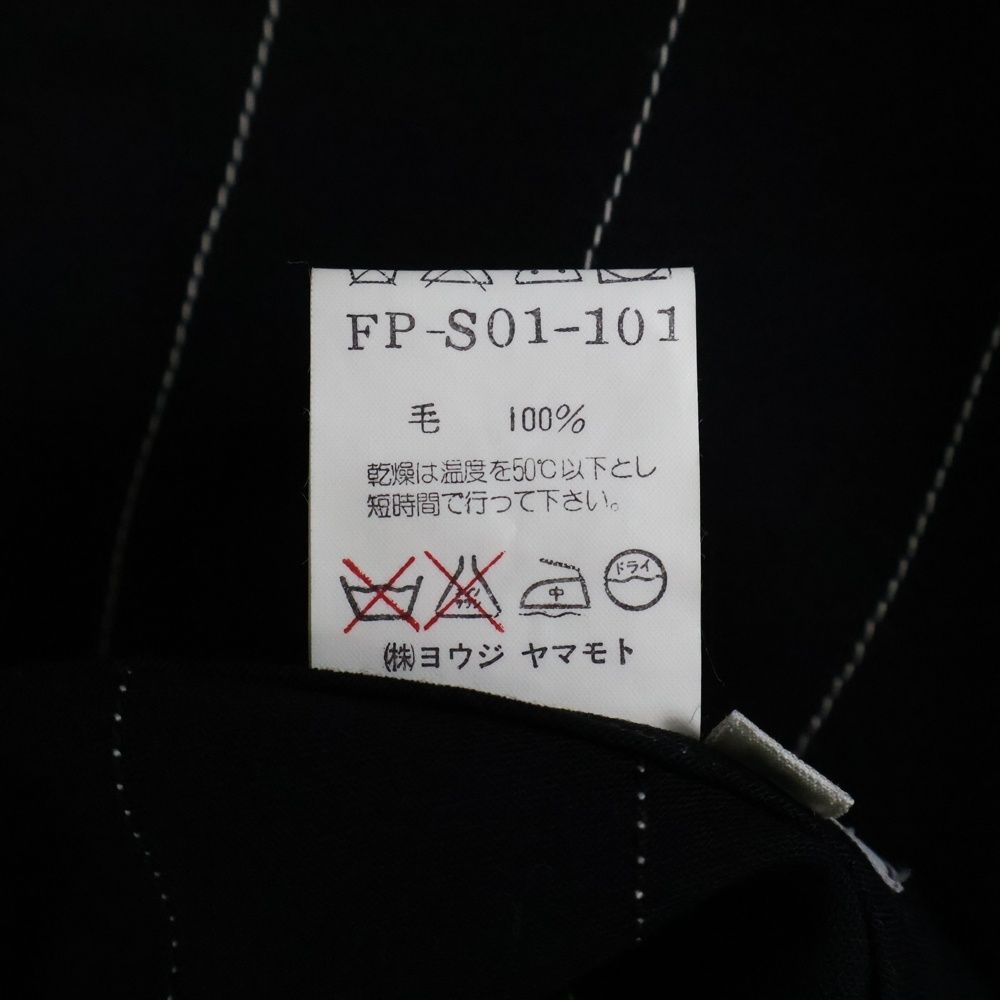 FP-S01-101
毛 100%
乾燥は温度を50℃以下とし
短時間で行って下さい。
中 ドライ
㈱ヨウジ ヤマモト